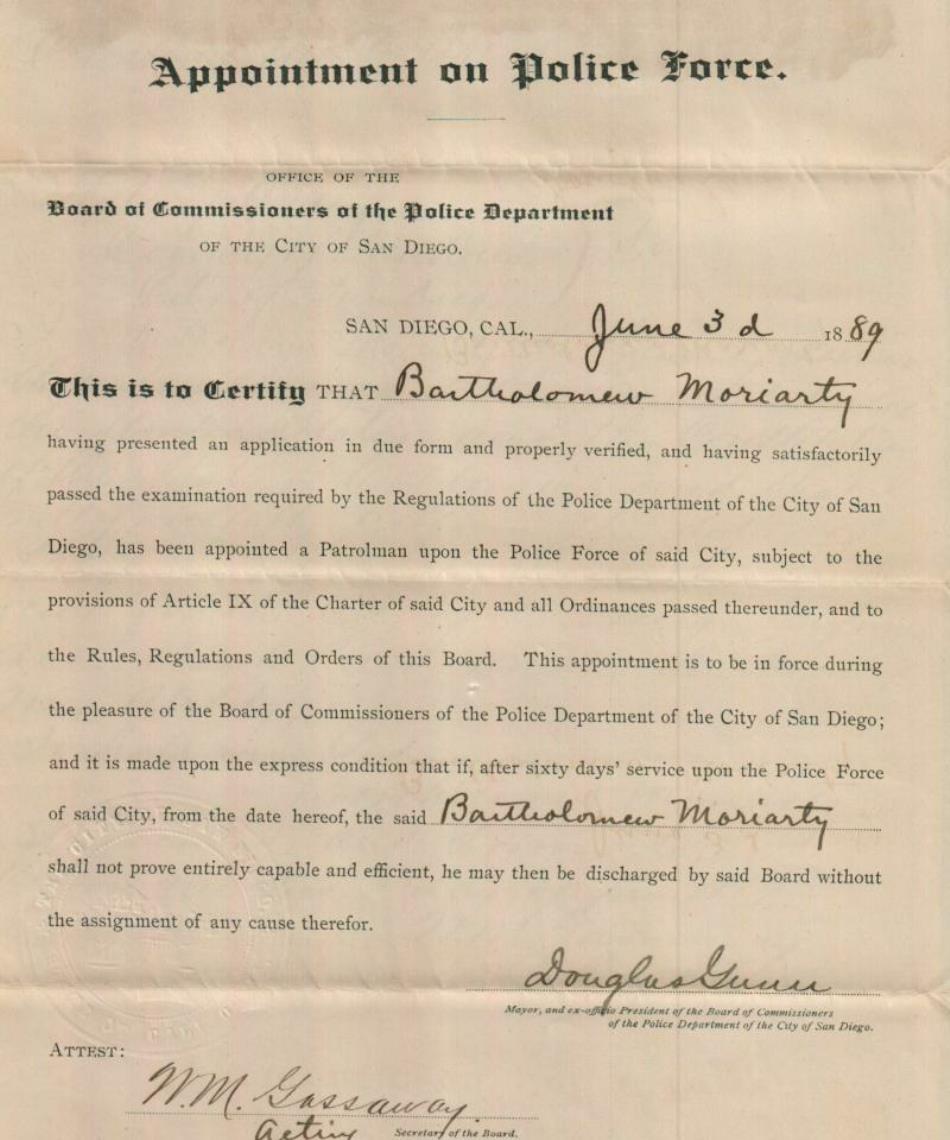 Appointment on Police Force.
OFFICE OF THE
Board of Commissioners of the Police Department
OF THE CITY OF SAN DIEGO.
SAN DIEGO, CAL., June 3d 1889
This is to Certify THAT Bartholomew Moriarty
having presented an application in due form and properly verified, and having satisfactorily
passed the examination required by the Regulations of the Police Department of the City of San
Diego, has been appointed a Patrolman upon the Police Force of said City, subject to the
provisions of Article IX of the Charter of said City and all Ordinances passed thereunder, and to
the Rules, Regulations and Orders of this Board. This appointment is to be in force during
the pleasure of the Board of Commissioners of the Police Department of the City of San Diego;
and it is made upon the express condition that if, after sixty days' service upon the Police Force
of said City, from the date hereof, the said Bartholomew Moriarty
shall not prove entirely capable and efficient, he may then be discharged by said Board without
the assignment of any cause therefor.
Douglas Gunn
Mayor, and ex-officio President of the Board of Commissioners
of the Police Department of the City of San Diego.
ATTEST:
W. M. Gassaway
Acting Secretary of the Board.